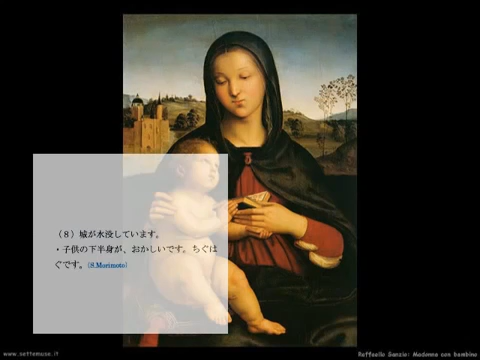 （８）城が水没しています。
・子供の下半身が、おかしいです。ちぐは
ぐです。(S.Morimoto)
www.settemuse.it
Raffaello Sanzio: Madonna con bambino